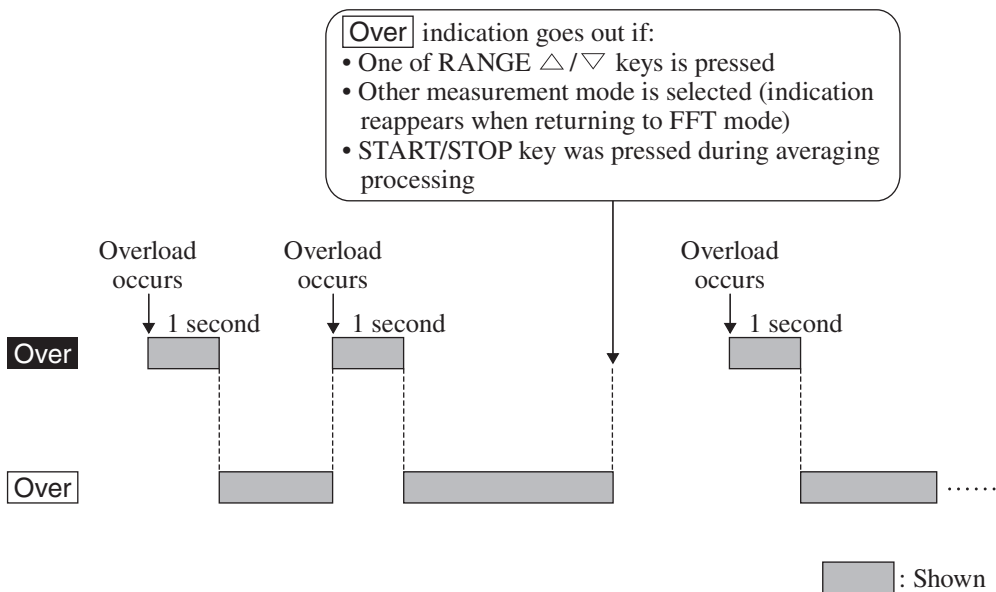 Over indication goes out if:
• One of RANGE △/▽ keys is pressed
• Other measurement mode is selected (indication
reappears when returning to FFT mode)
• START/STOP key was pressed during averaging
processing
Overload
occurs
Overload
occurs
Overload
occurs
1 second
1 second
1 second
Over
Over
……
: Shown